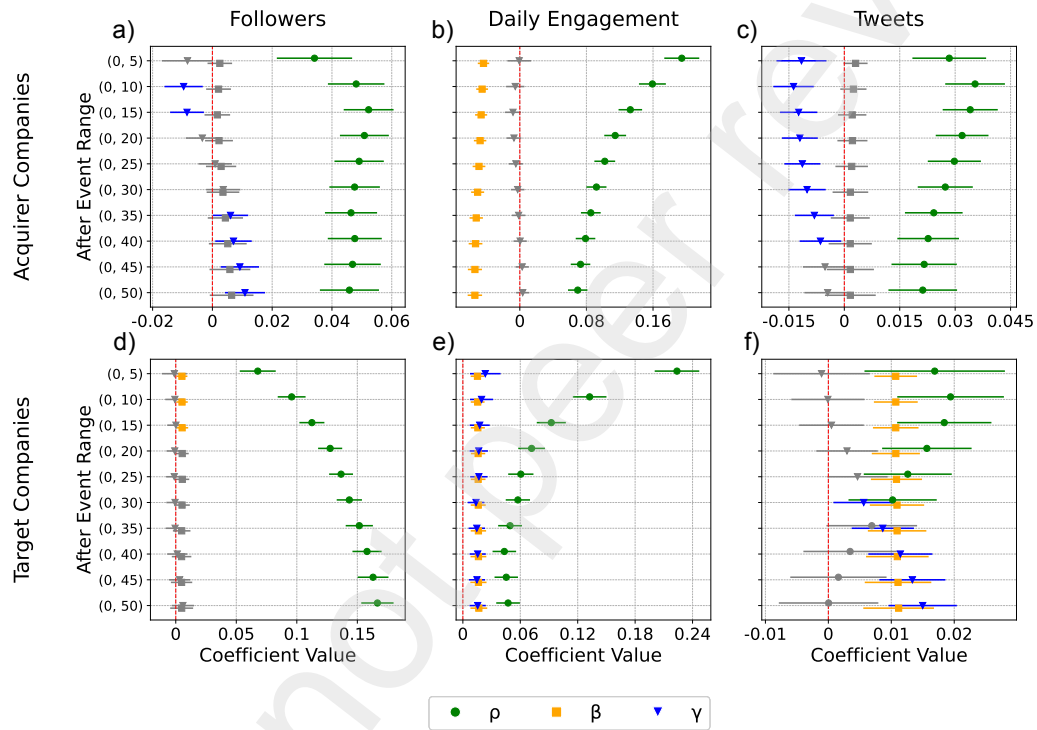 Followers
Daily Engagement
Tweets
a)
b)
c)
Acquirer Companies
After Event Range
(0, 5)
(0, 10)
(0, 15)
(0, 20)
(0, 25)
(0, 30)
(0, 35)
(0, 40)
(0, 45)
(0, 50)
-0.02 0 0.02 0.04 0.06
0 0.08 0.16
-0.015 0 0.015 0.03 0.045
d)
e)
f)
Target Companies
After Event Range
(0, 5)
(0, 10)
(0, 15)
(0, 20)
(0, 25)
(0, 30)
(0, 35)
(0, 40)
(0, 45)
(0, 50)
0 0.05 0.1 0.15
0 0.06 0.12 0.18 0.24
-0.01 0 0.01 0.02
Coefficient Value
Coefficient Value
Coefficient Value
ρ β γ
not peer rev